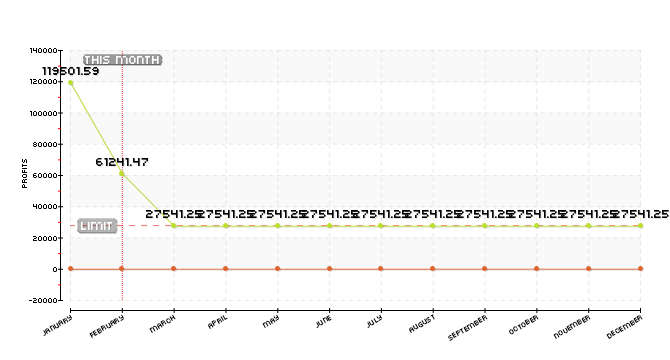 140000
THIS MONTH
119501.59
120000
100000
80000
61241.47
60000
40000
27541.25 27541.25 27541.25 27541.25 27541.25 27541.25 27541.25 27541.25 27541.25 27541.25
LIMIT
20000
0
-20000
PROFITS
JANUARY FEBRUARY MARCH APRIL MAY JUNE JULY AUGUST SEPTEMBER OCTOBER NOVEMBER DECEMBER